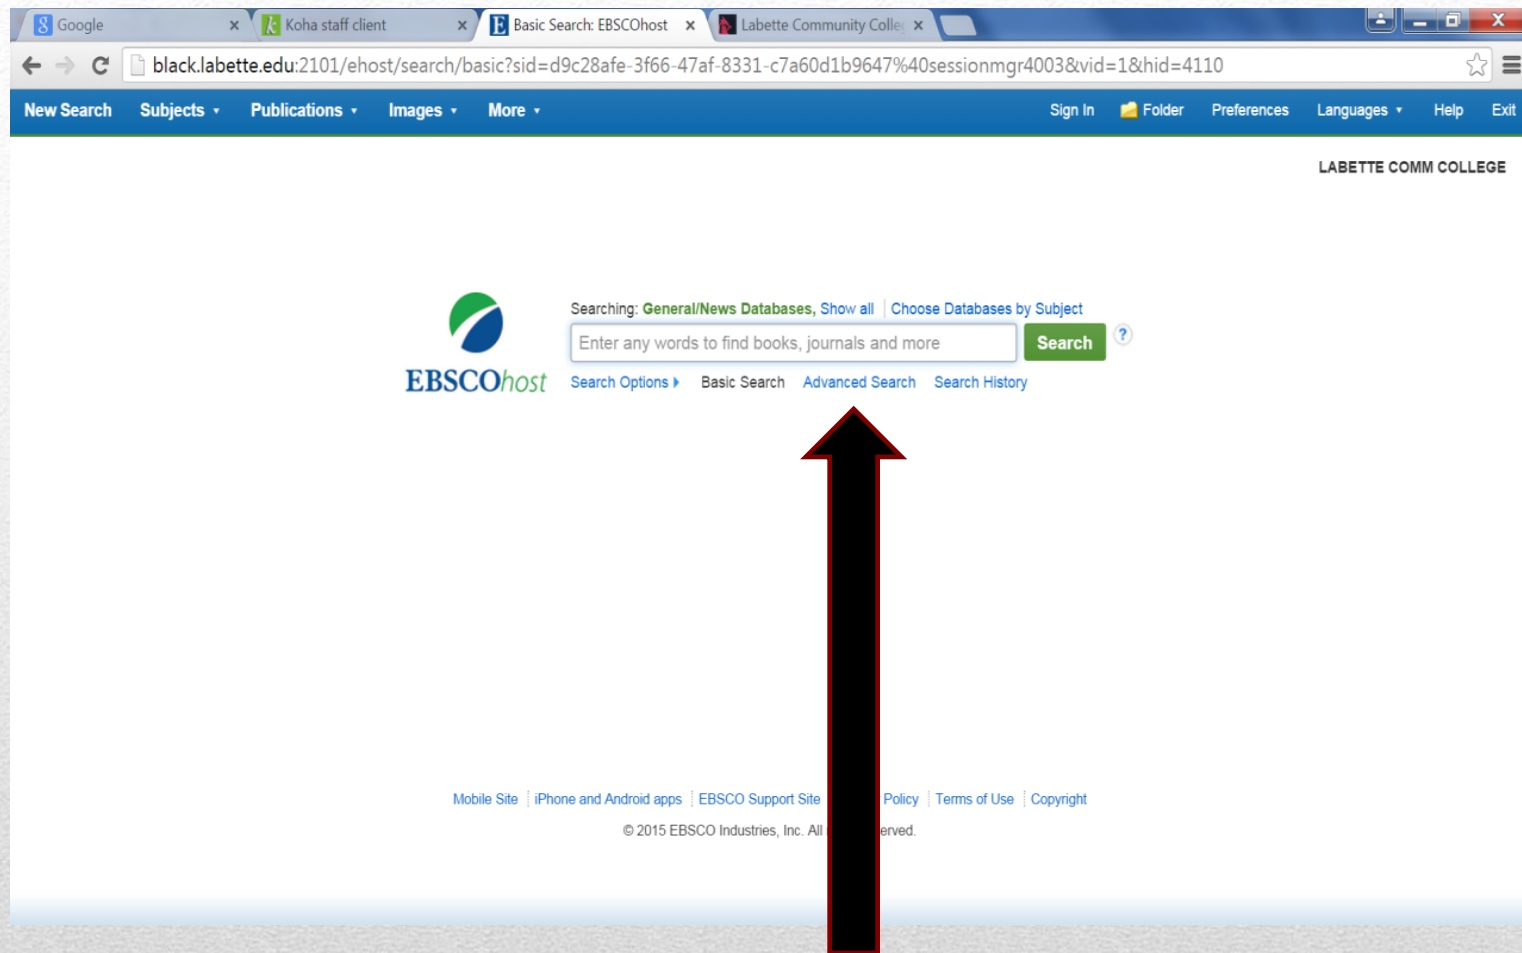 Google Koha staff client Basic Search: EBSCOhost Labette Community Colle
black.labette.edu:2101/ehost/search/basic?sid=d9c28afe-3f66-47af-8331-c7a60d1b9647%40sessionmgr4003&vid=1&hid=4110
New Search Subjects Publications Images More Sign In Folder Preferences Languages Help Exit
LABETTE COMM COLLEGE
Searching: General/News Databases, Show all Choose Databases by Subject
Enter any words to find books, journals and more Search ?
EBSCOhost Search Options Basic Search Advanced Search Search History
Mobile Site iPhone and Android apps EBSCO Support Site Policy Terms of Use Copyright
© 2015 EBSCO Industries, Inc. All erved.